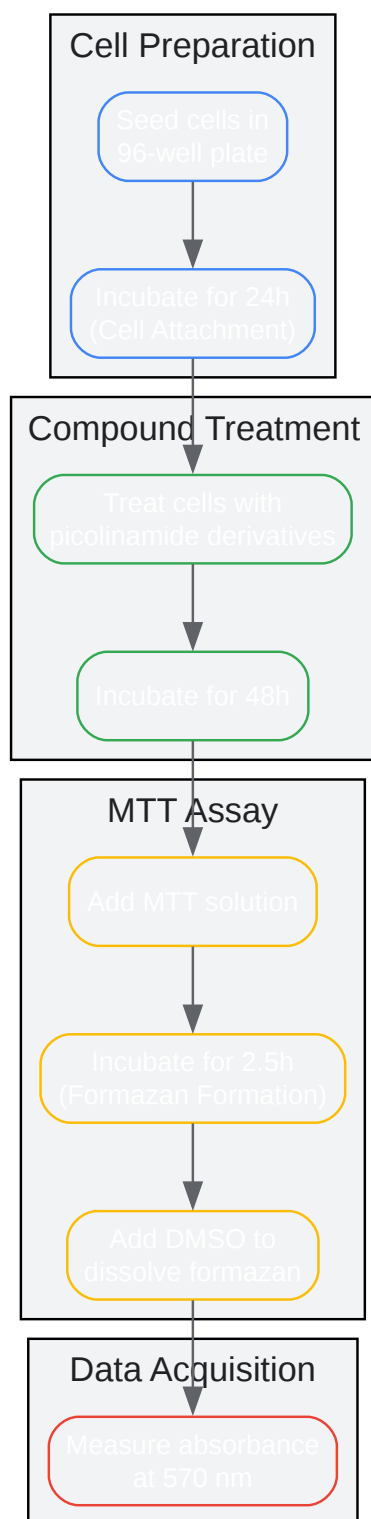 Cell Preparation
Seed cells in
96-well plate
Incubate for 24h
(Cell Attachment)
Compound Treatment
Treat cells with
picolinamide derivatives
Incubate for 48h
MTT Assay
Add MTT solution
Incubate for 2.5h
(Formazan Formation)
Add DMSO to
dissolve formazan
Data Acquisition
Measure absorbance
at 570 nm